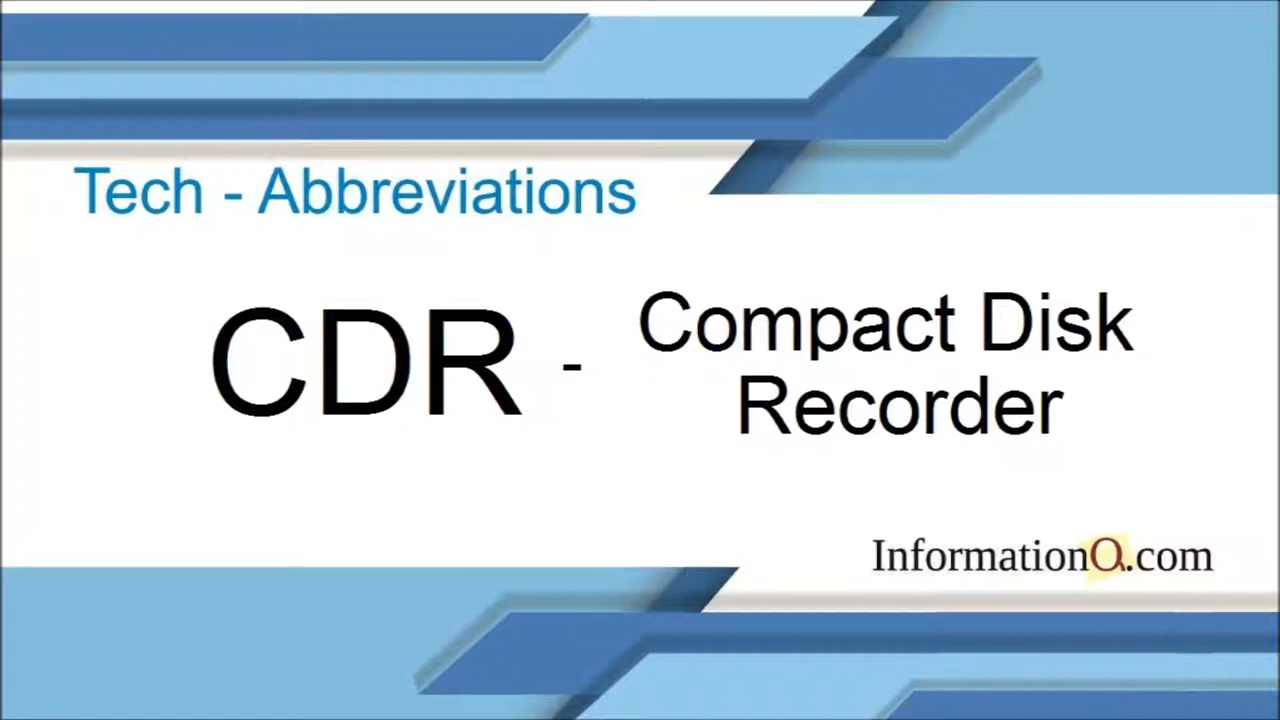 Tech - Abbreviations
CDR - Compact Disk
Recorder
InformationQ.com